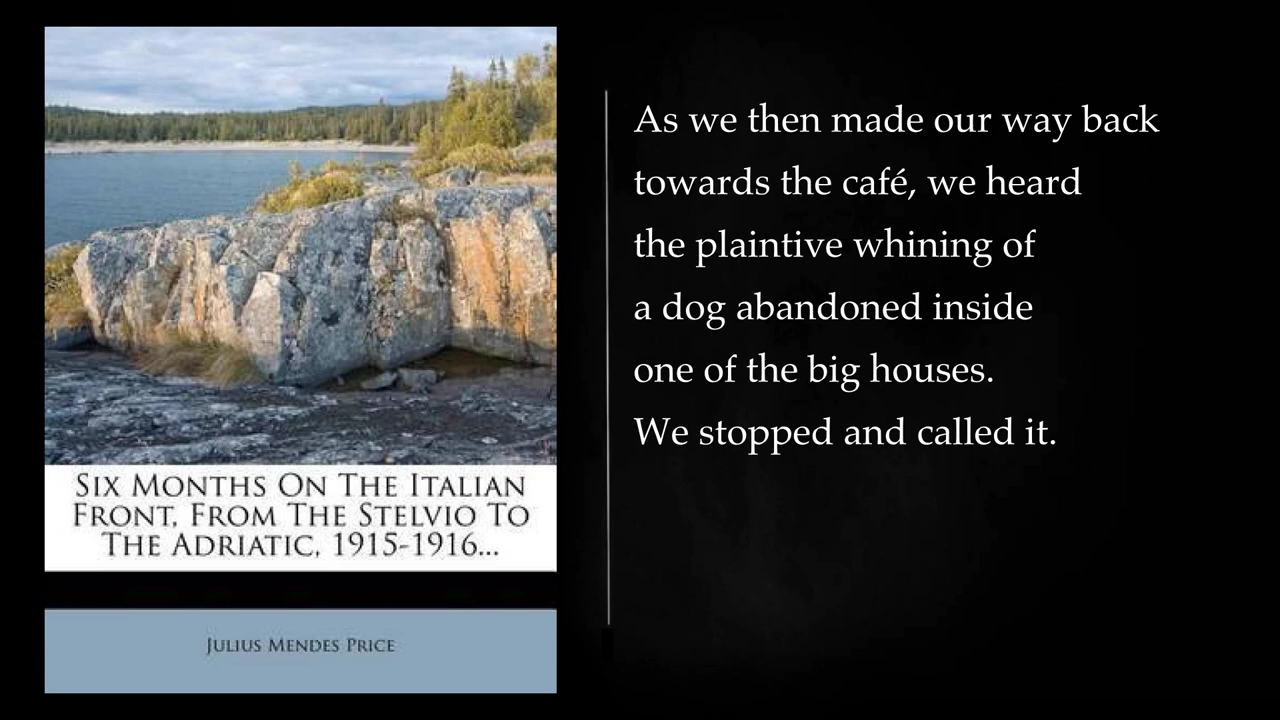 Six Months On The Italian
Front, From The Stelvio To
The Adriatic, 1915-1916...
Julius Mendes Price
As we then made our way back
towards the café, we heard
the plaintive whining of
a dog abandoned inside
one of the big houses.
We stopped and called it.